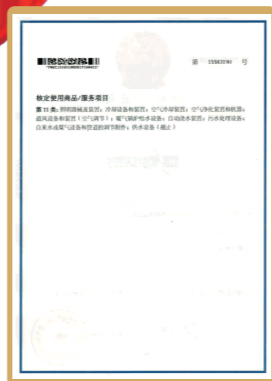 第 号
核定使用商品/服务项目
第 11 类：照明器械及装置；冷却设备和装置；空气冷却装置；空气净化装置和机器；
通风设备和装置（空气调节）；暖气锅炉给水设备；自动浇水装置；污水处理设备；
自来水或煤气设备和管道的调节附件；供水设备（截止）